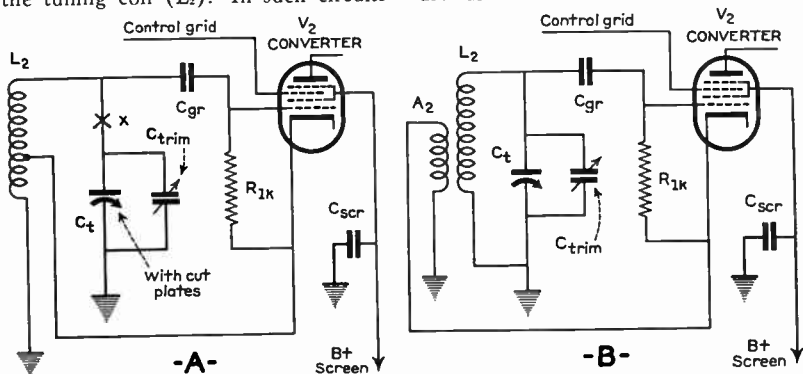 the tuning coil (L₂). In such circuits
Control grid
V₂
CONVERTER
L₂
Cgr
X
Ctrim
R1k
Ct
With cut
plates
Cscr
-A-
B+
Screen
Control grid
V₂
CONVERTER
L₂
A₂
Cgr
Ct
R1k
Ctrim
Cscr
-B-
B+
Screen